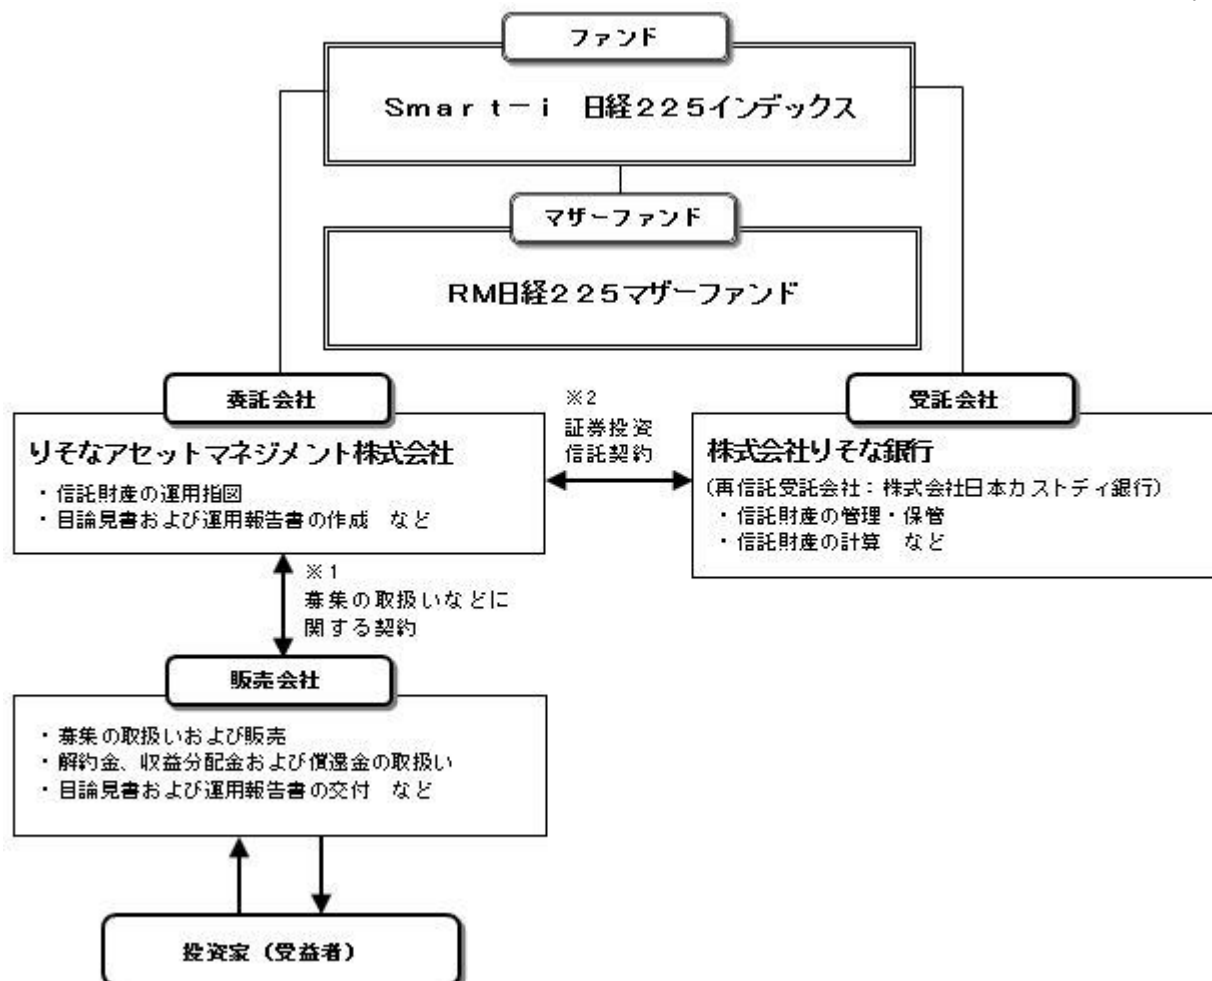 ファンド
Smart-i 日経225インデックス
マザーファンド
RM日経225マザーファンド
委託会社
りそなアセットマネジメント株式会社
・信託財産の運用指図
・目論見書および運用報告書の作成 など
※2
証券投資
信託契約
受託会社
株式会社りそな銀行
(再信託受託会社:株式会社日本カストディ銀行)
・信託財産の管理・保管
・信託財産の計算 など
※1
募集の取扱いなどに
関する契約
販売会社
・募集の取扱いおよび販売
・解約金、収益分配金および償還金の取扱い
・目論見書および運用報告書の交付 など
投資家(受益者)